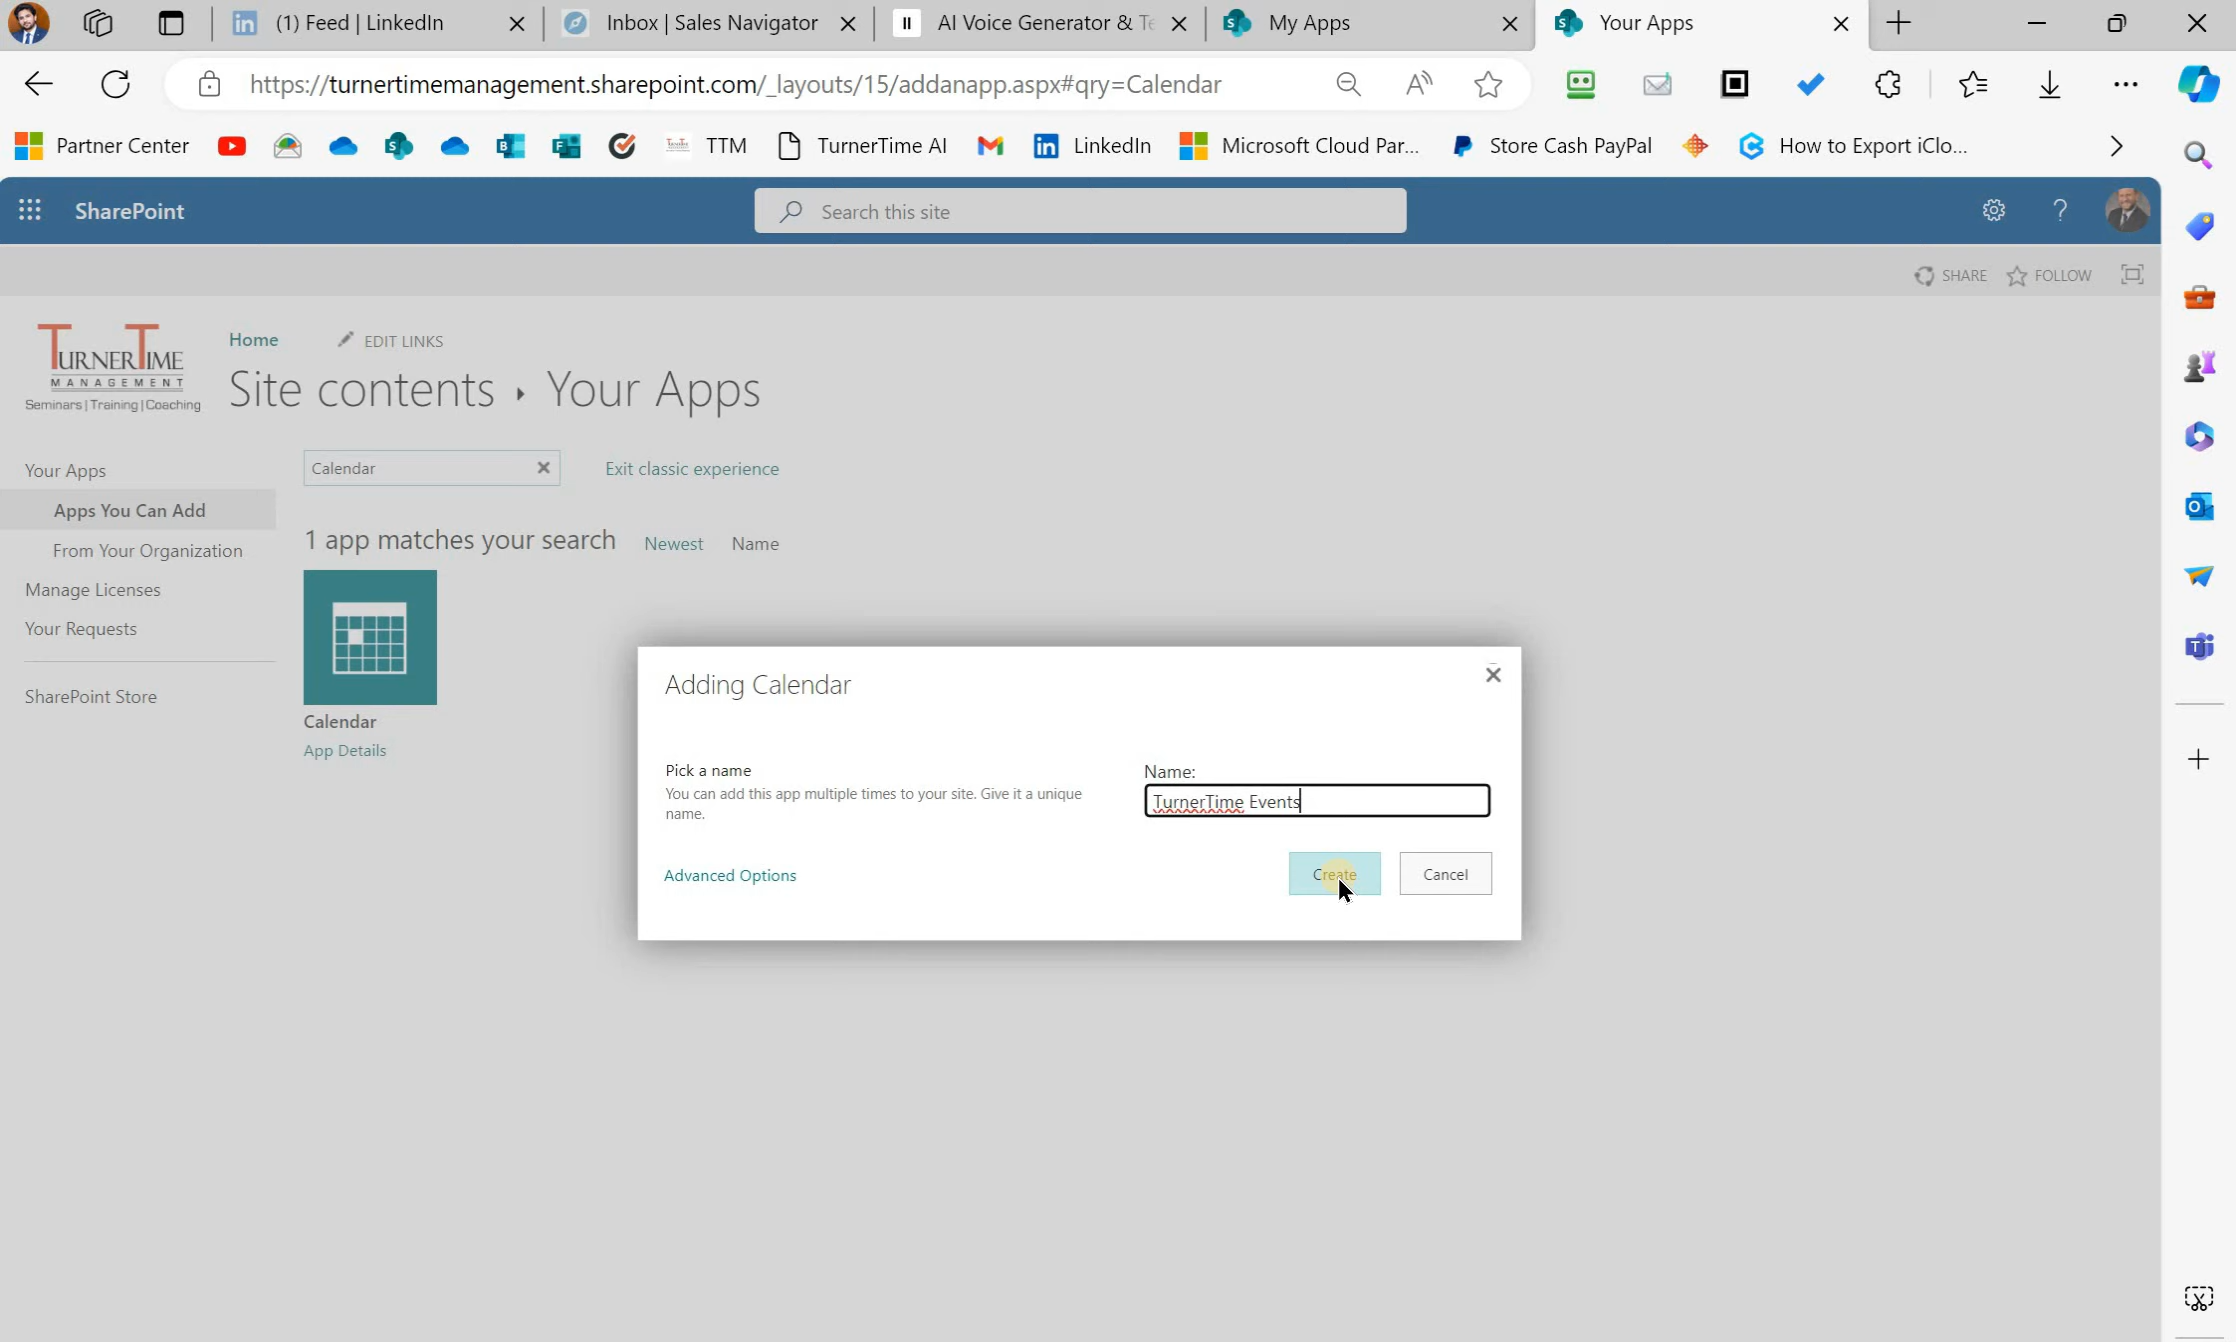 (1) Feed | LinkedIn
Inbox | Sales Navigator
AI Voice Generator & Te
My Apps
Your Apps
https://turnertimemanagement.sharepoint.com/_layouts/15/addanapp.aspx#qry=Calendar
Partner Center
TTM
TurnerTime AI
LinkedIn
Microsoft Cloud Par...
Store Cash PayPal
How to Export iClo...
SharePoint
Search this site
SHARE
FOLLOW
TURNERTIME
MANAGEMENT
Seminars | Training | Coaching
Home
EDIT LINKS
Site contents ▸ Your Apps
Your Apps
Apps You Can Add
From Your Organization
Manage Licenses
Your Requests
SharePoint Store
Calendar
Exit classic experience
1 app matches your search
Newest
Name
Calendar
App Details
Adding Calendar
Pick a name
You can add this app multiple times to your site. Give it a unique
name.
Name:
TurnerTime Events
Advanced Options
Create
Cancel